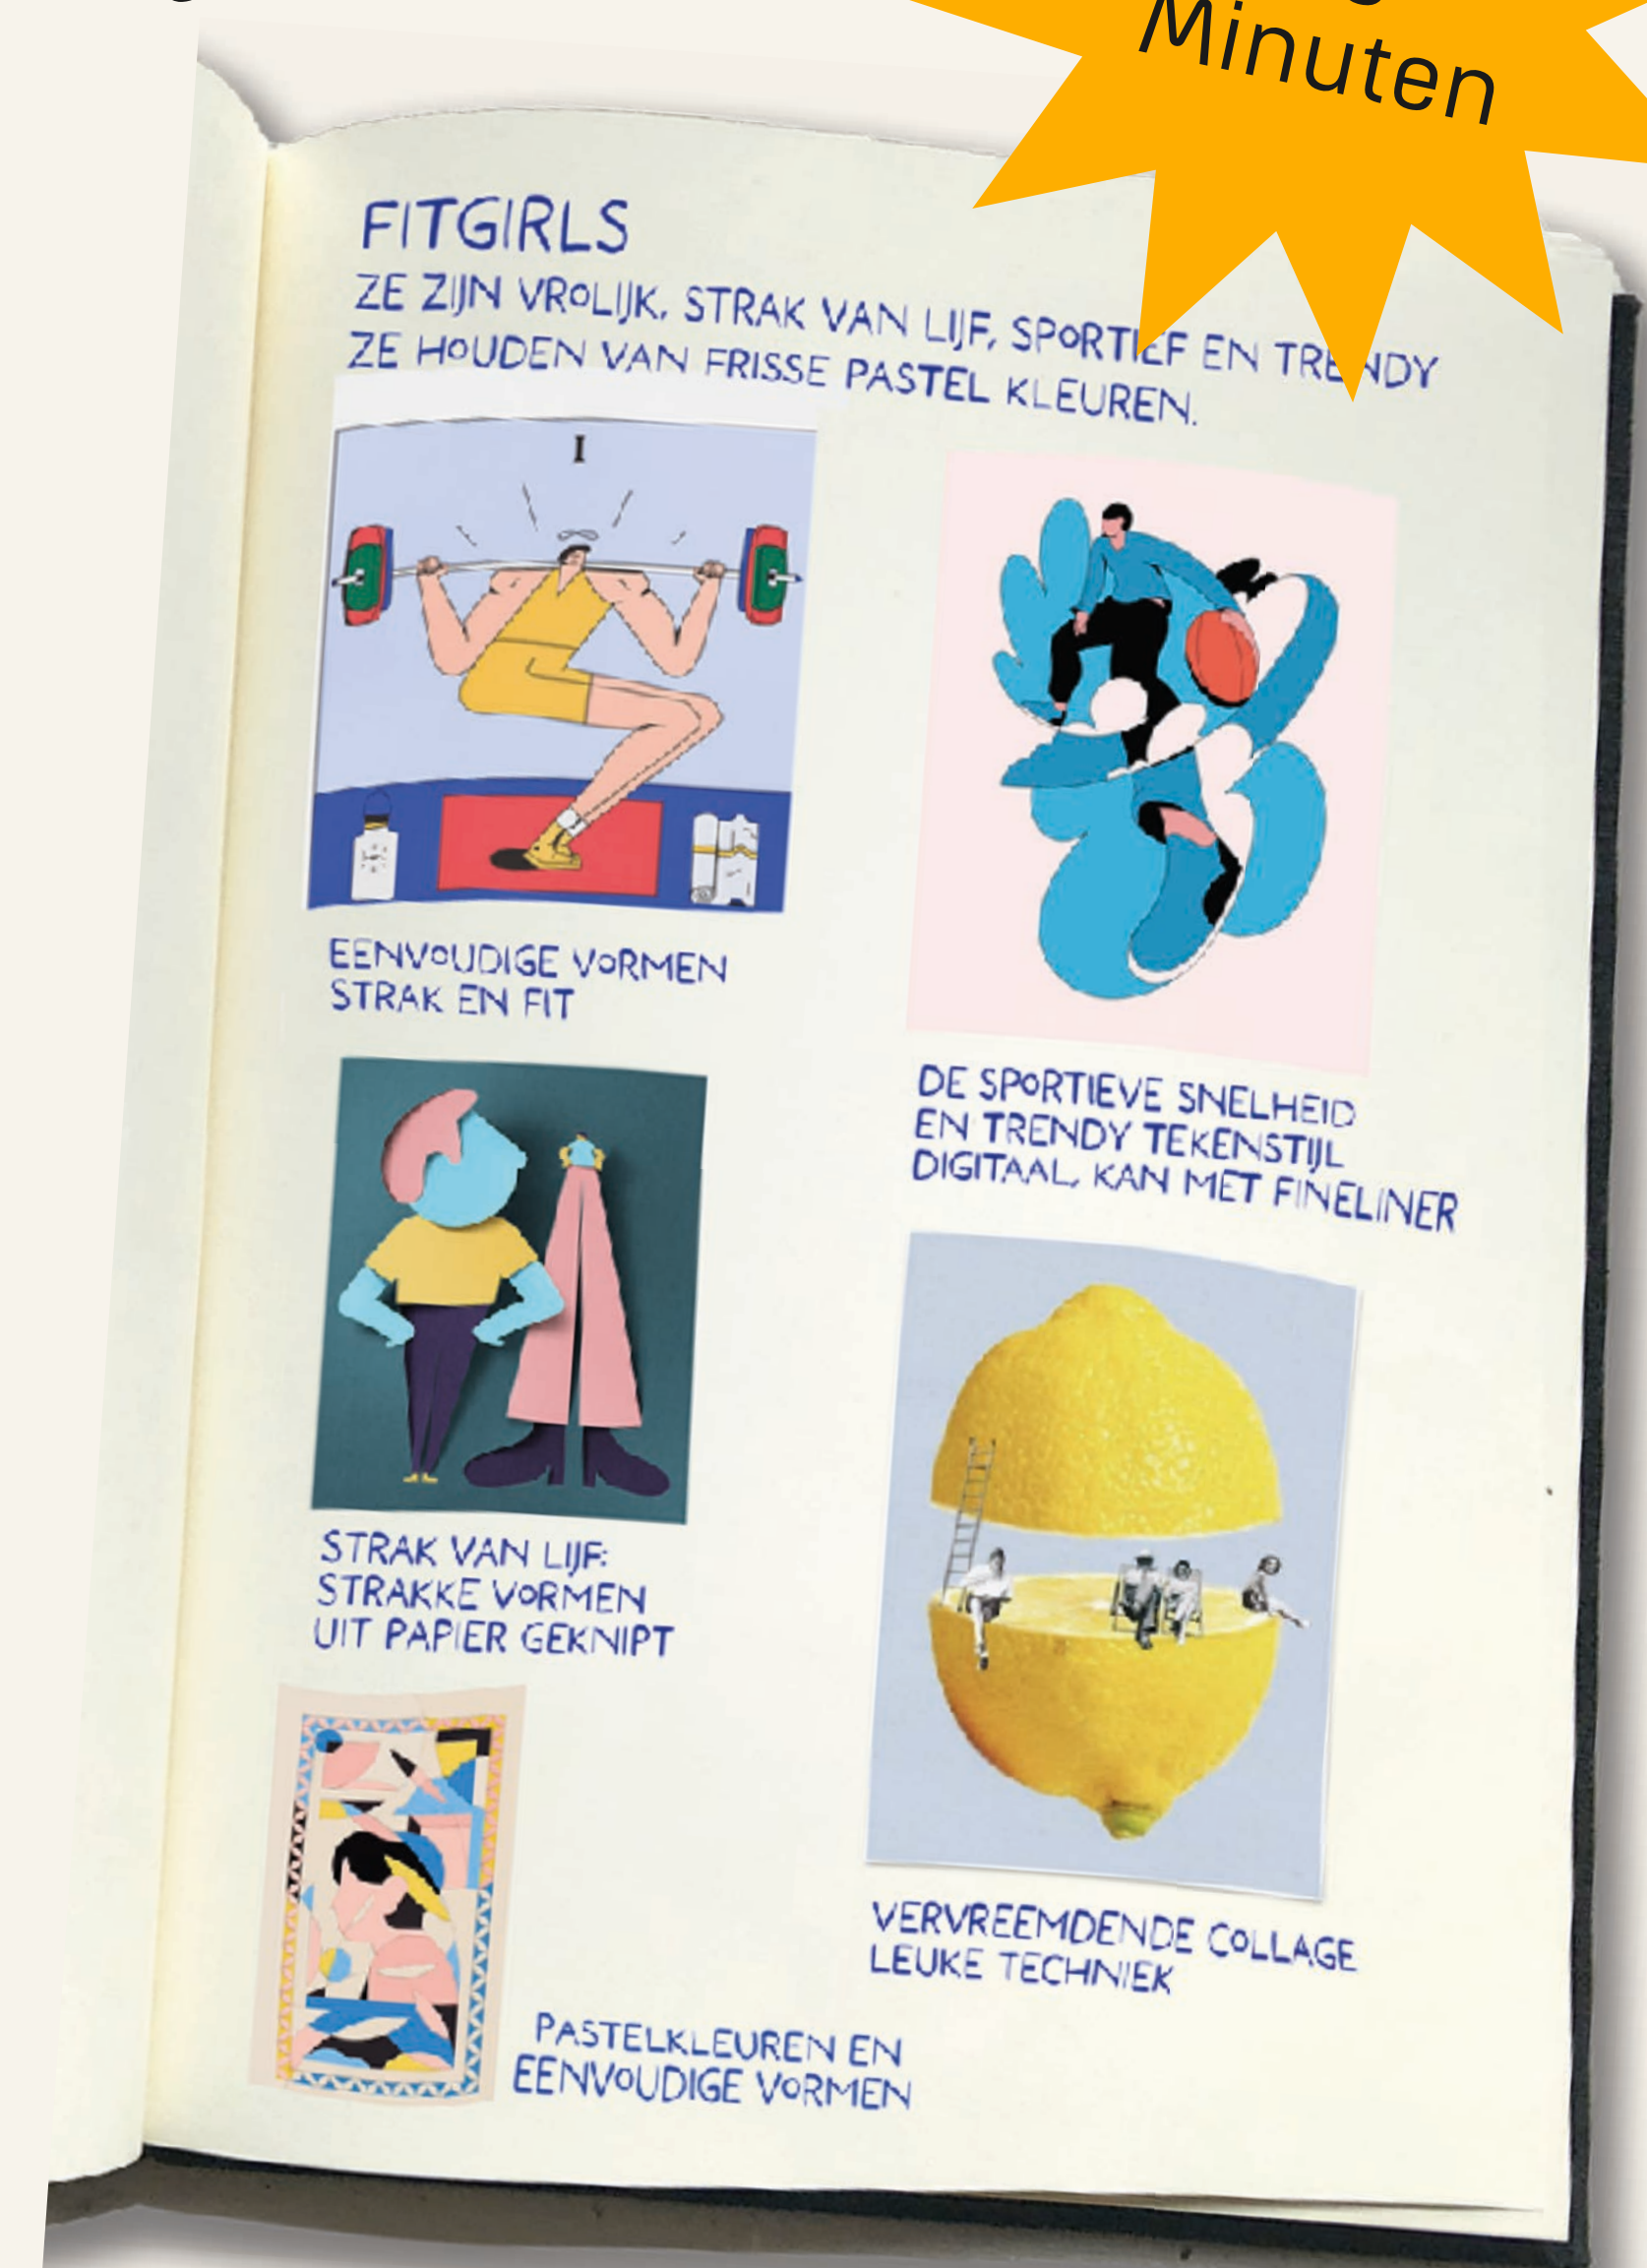 Minuten
FITGIRLS
ZE ZIJN VROLIJK, STRAK VAN LIJF, SPORTIEF EN TRENDY
ZE HOUDEN VAN FRISSE PASTEL KLEUREN.
I
EENVOUDIGE VORMEN
STRAK EN FIT
DE SPORTIEVE SNELHEID
EN TRENDY TEKENSTIJL
DIGITAAL, KAN MET FINELINER
STRAK VAN LIJF:
STRAKKE VORMEN
UIT PAPIER GEKNIPT
VERVREEMDENDE COLLAGE
LEUKE TECHNIEK
PASTELKLEUREN EN
EENVOUDIGE VORMEN